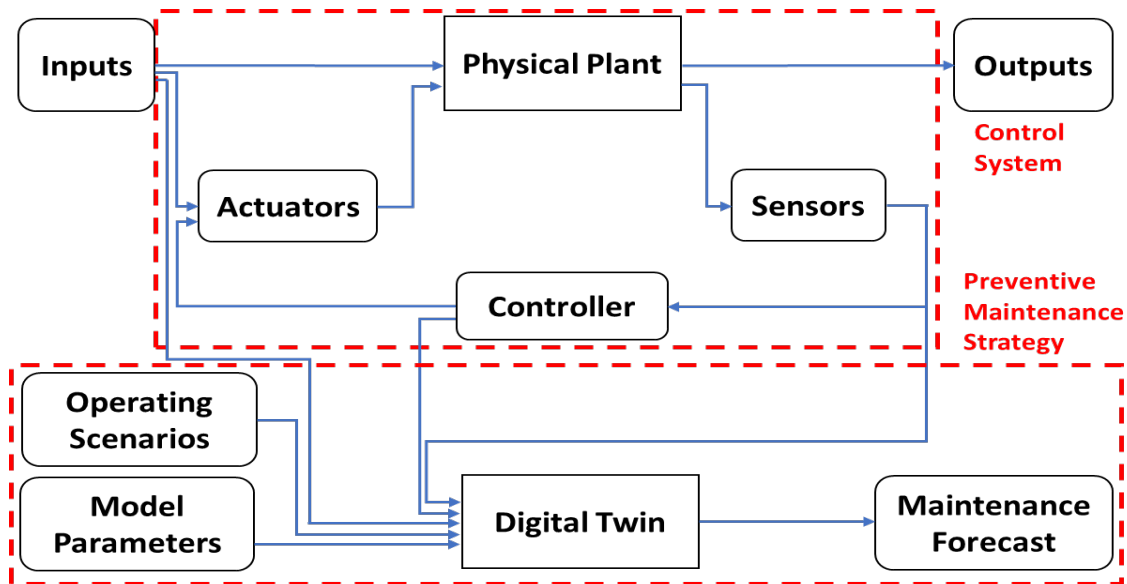 Inputs
Physical Plant
Outputs
Control
System
Actuators
Sensors
Controller
Preventive
Maintenance
Strategy
Operating
Scenarios
Model
Parameters
Digital Twin
Maintenance
Forecast